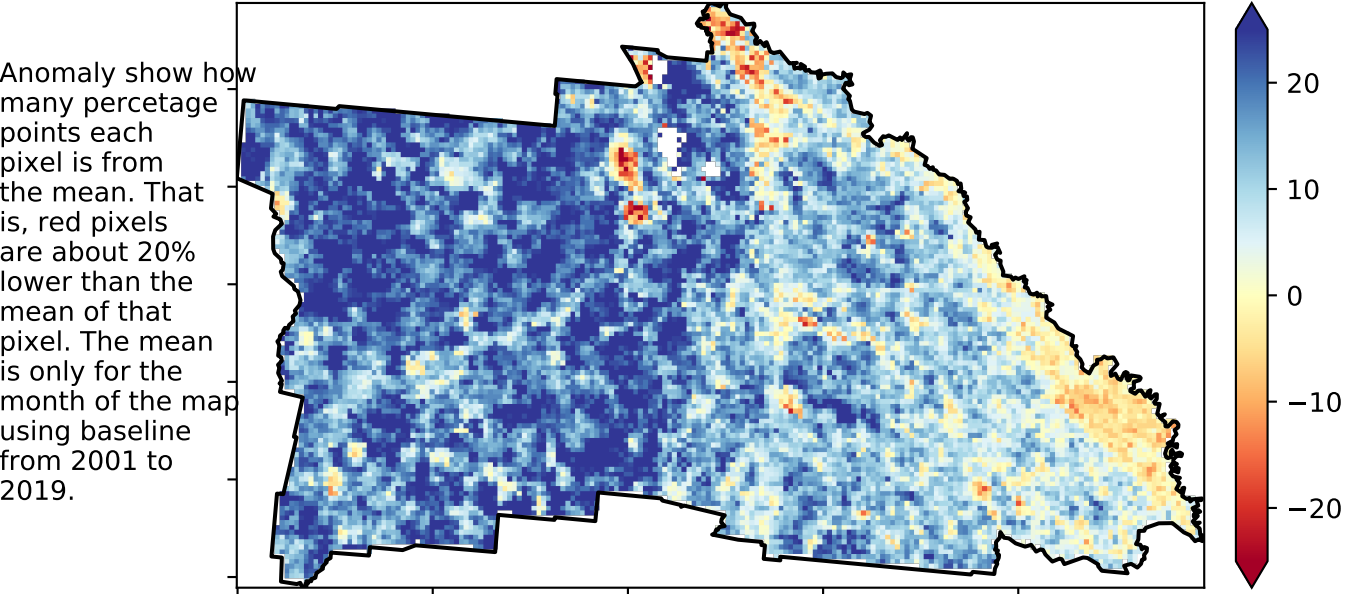 Anomaly show how
many percetage
points each
pixel is from
the mean. That
is, red pixels
are about 20%
lower than the
mean of that
pixel. The mean
is only for the
month of the map
using baseline
from 2001 to
2019.
20
10
0
−10
−20